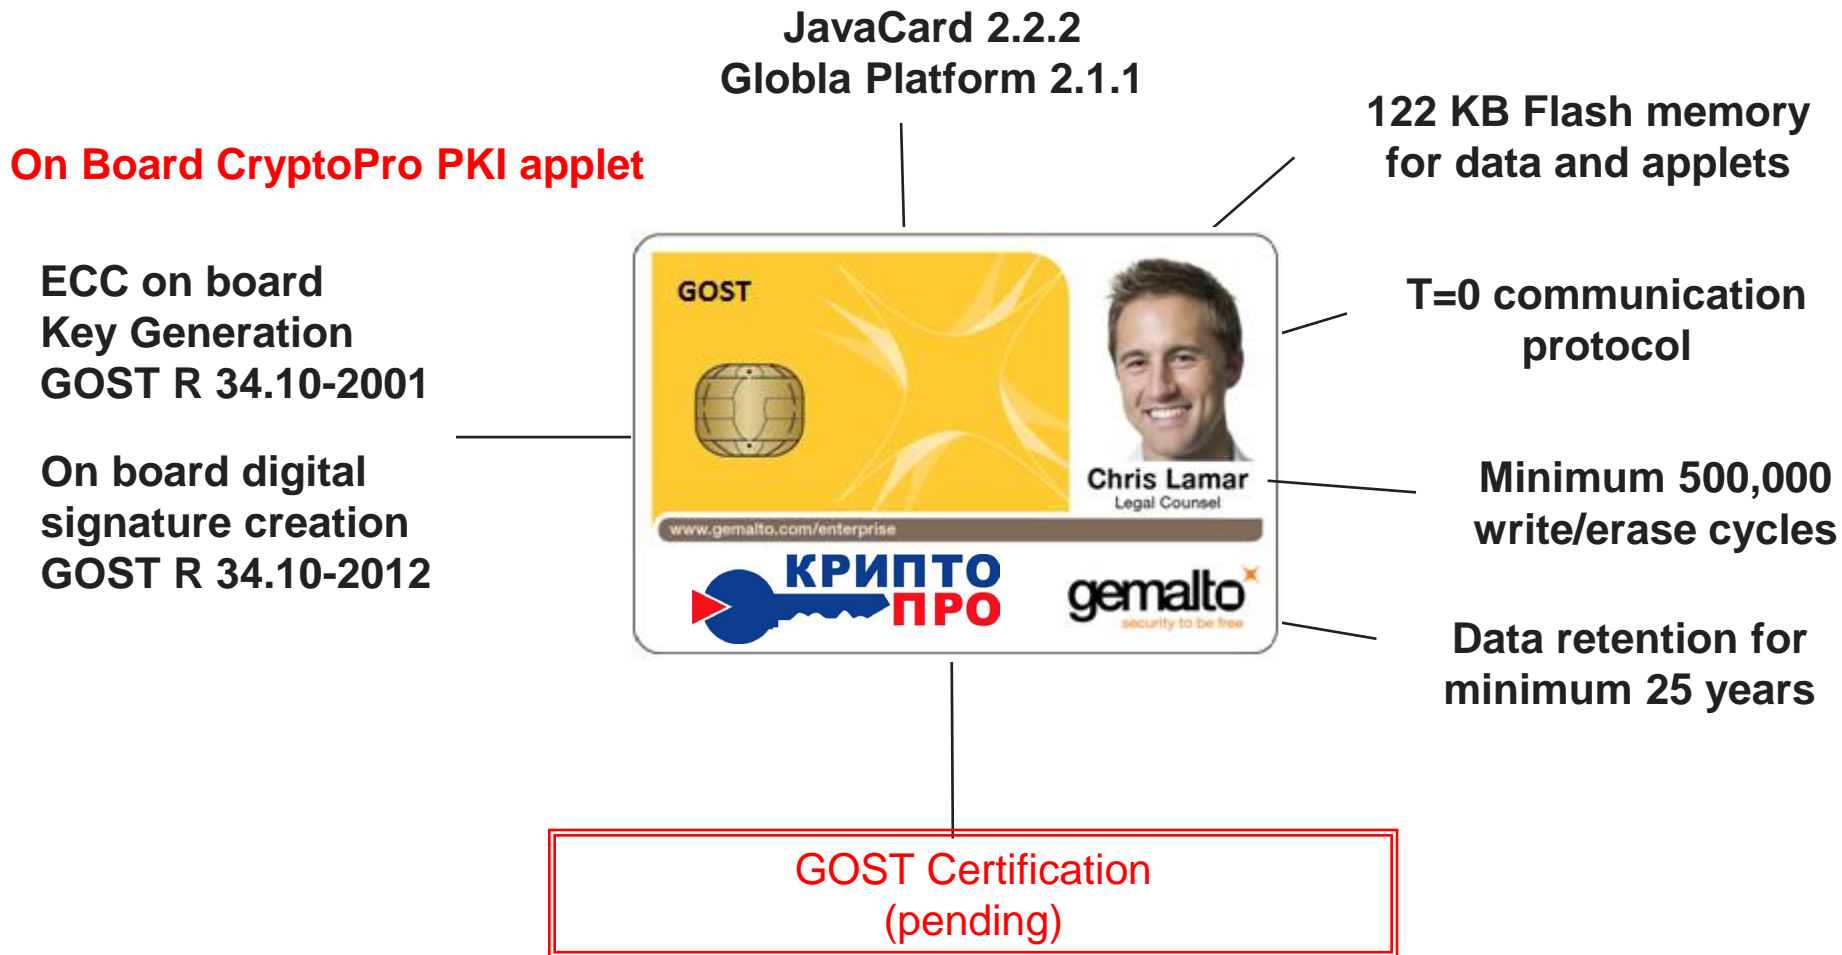 JavaCard 2.2.2
Globla Platform 2.1.1
On Board CryptoPro PKI applet
122 KB Flash memory
for data and applets
ECC on board
Key Generation
GOST R 34.10-2001
On board digital
signature creation
GOST R 34.10-2012
GOST
Chris Lamar
Legal Counsel
www.gemalto.com/enterprise
КРИПТО
ПРО
gemalto
security to be free
T=0 communication
protocol
Minimum 500,000
write/erase cycles
Data retention for
minimum 25 years
GOST Certification
(pending)